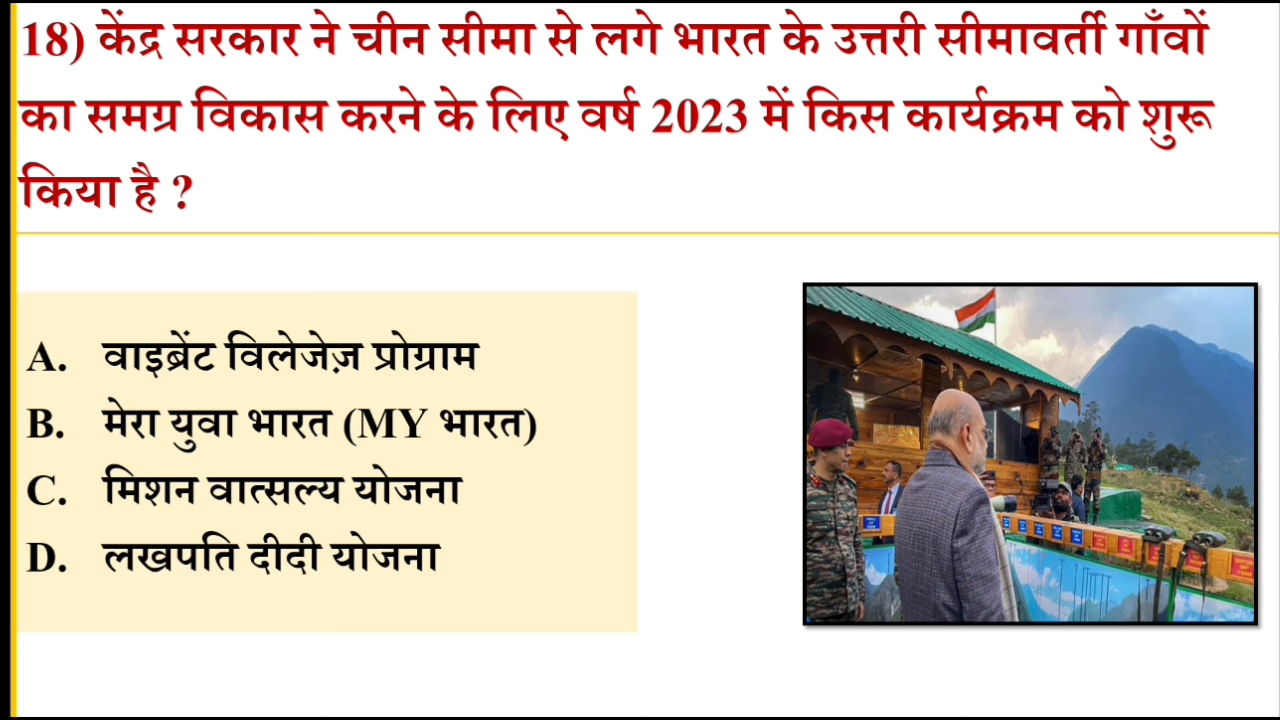 18) केंद्र सरकार ने चीन सीमा से लगे भारत के उत्तरी सीमावर्ती गाँवों
का समग्र विकास करने के लिए वर्ष 2023 में किस कार्यक्रम को शुरू
किया है ?
A. वाइब्रेंट विलेजेज़ प्रोग्राम
B. मेरा युवा भारत (MY भारत)
C. मिशन वात्सल्य योजना
D. लखपति दीदी योजना